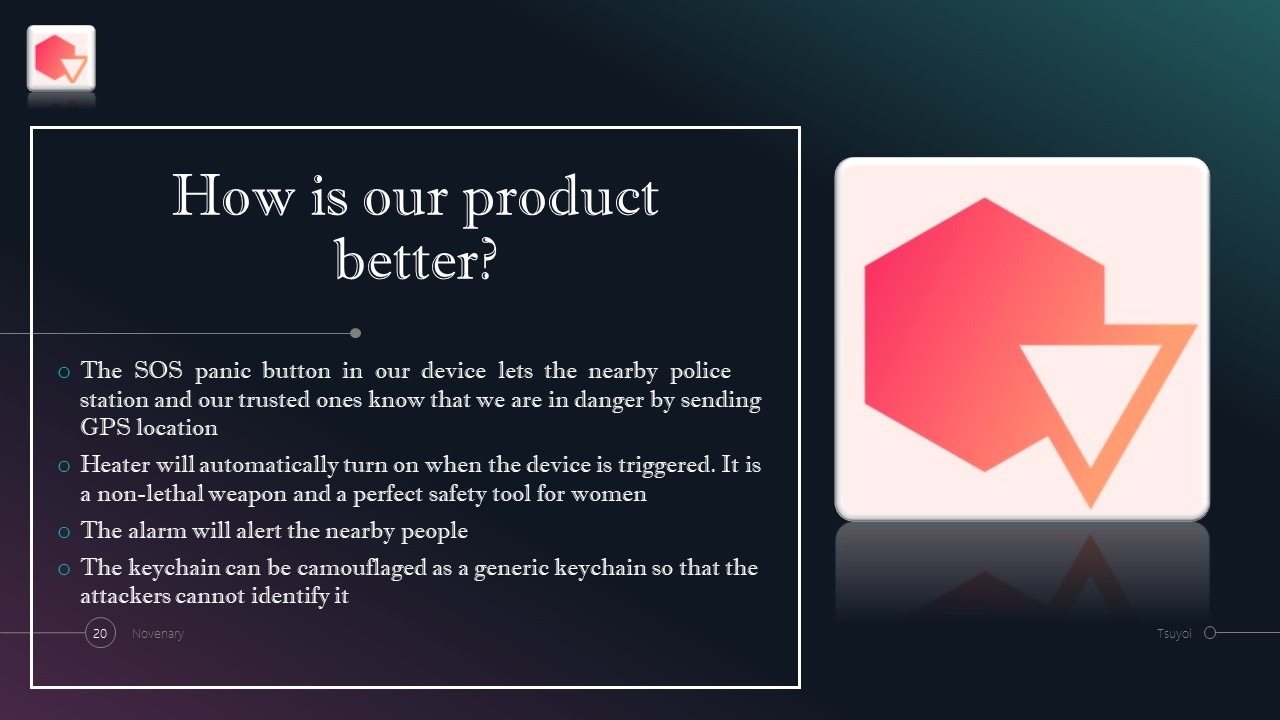 How is our product
better?
o The SOS panic button in our device lets the nearby police
station and our trusted ones know that we are in danger by sending
GPS location
o Heater will automatically turn on when the device is triggered. It is
a non-lethal weapon and a perfect safety tool for women
o The alarm will alert the nearby people
o The keychain can be camouflaged as a generic keychain so that the
attackers cannot identify it
20 Novenary
Tsuyoi